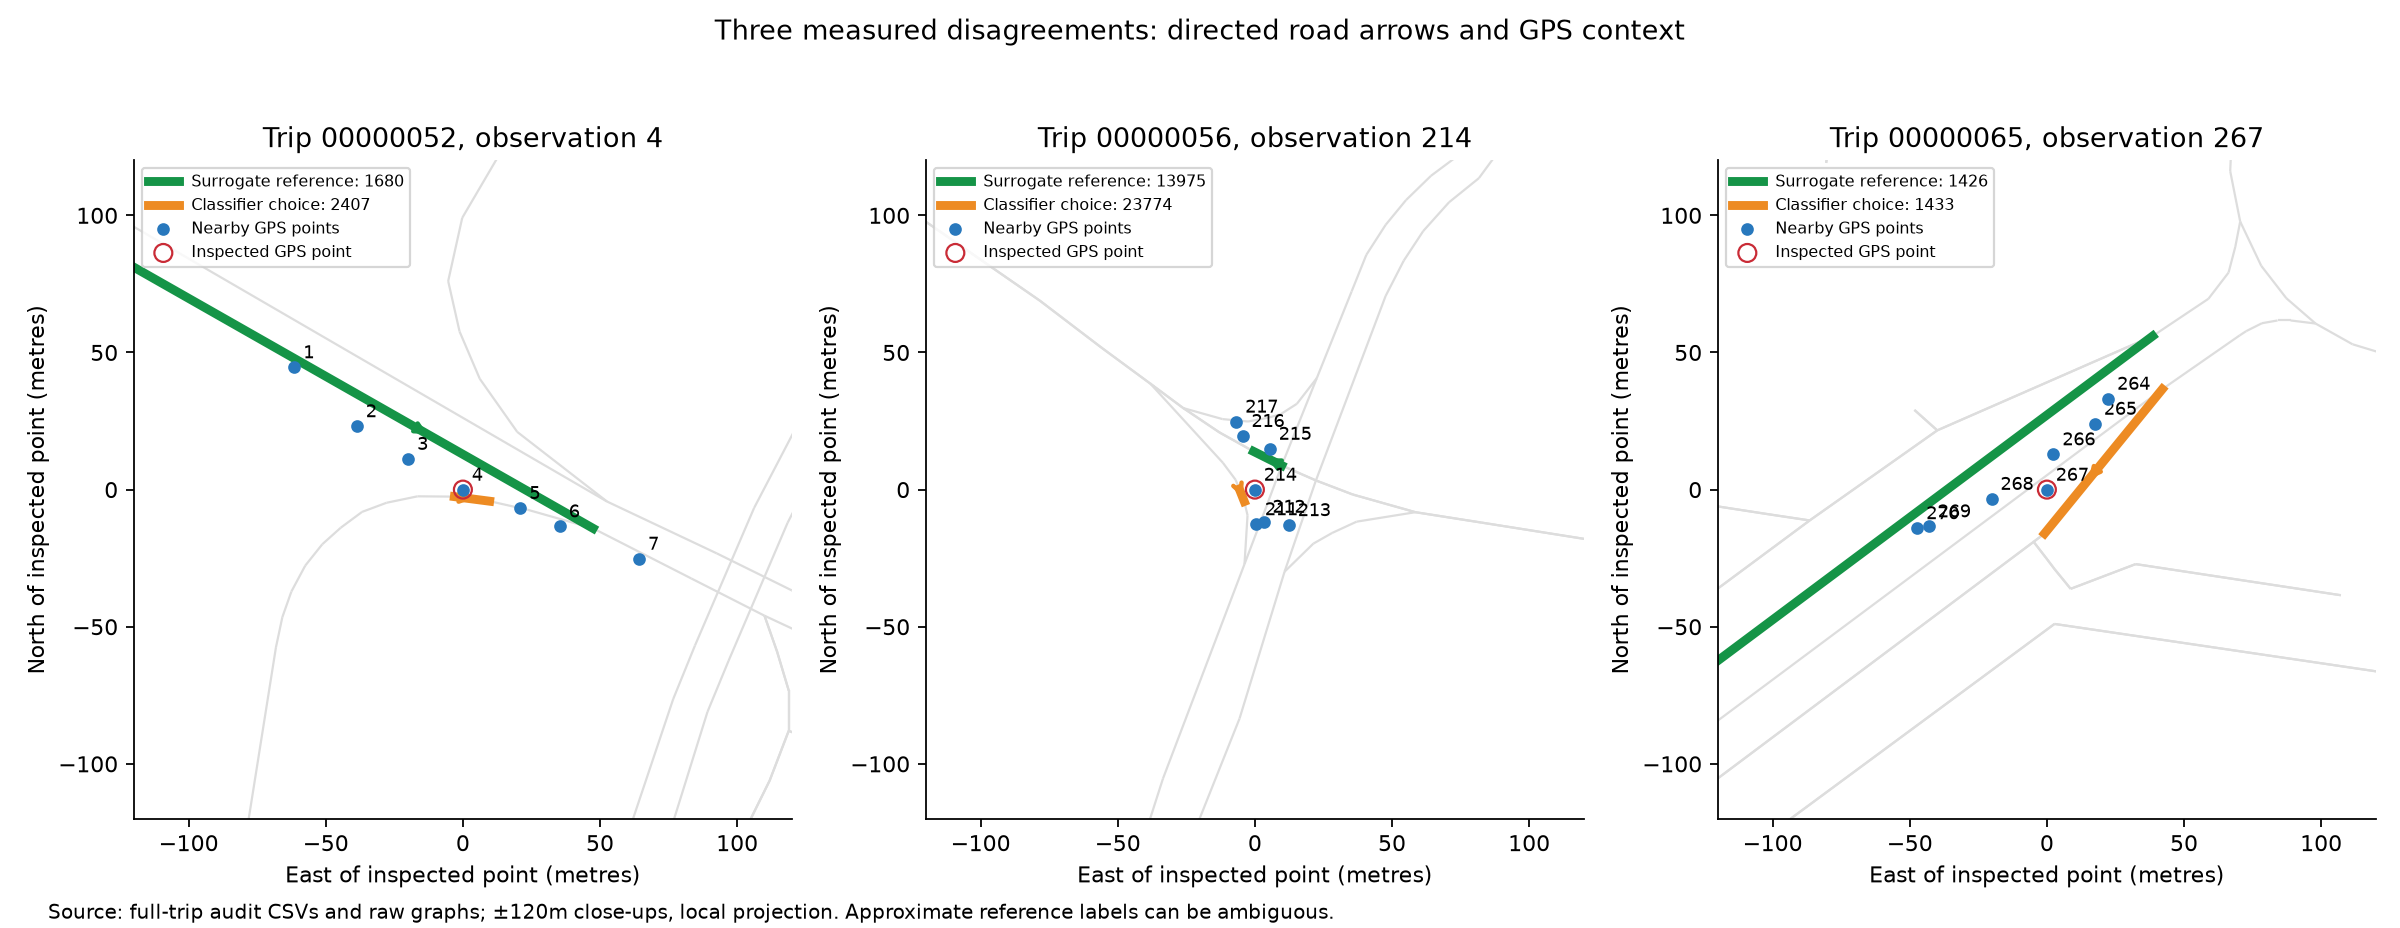 Three measured disagreements: directed road arrows and GPS context
Trip 00000052, observation 4
Surrogate reference: 1680
Classifier choice: 2407
Nearby GPS points
Inspected GPS point
1
2
3
4
5
6
7
100
50
0
−50
−100
−100
−50
0
50
100
North of inspected point (metres)
East of inspected point (metres)
Trip 00000056, observation 214
Surrogate reference: 13975
Classifier choice: 23774
Nearby GPS points
Inspected GPS point
217
216
215
214
211
212
213
100
50
0
−50
−100
−100
−50
0
50
100
North of inspected point (metres)
East of inspected point (metres)
Trip 00000065, observation 267
Surrogate reference: 1426
Classifier choice: 1433
Nearby GPS points
Inspected GPS point
264
265
266
267
268
269
270
100
50
0
−50
−100
−100
−50
0
50
100
North of inspected point (metres)
East of inspected point (metres)
Source: full-trip audit CSVs and raw graphs; ±120m close-ups, local projection. Approximate reference labels can be ambiguous.